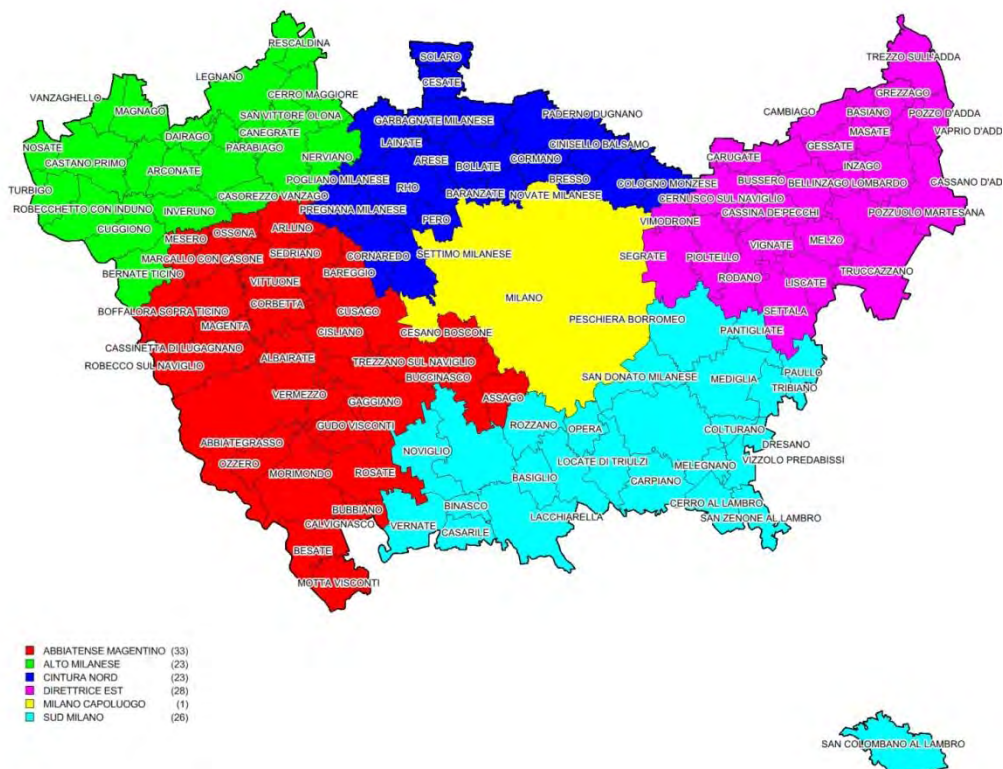 RESCALDINA
SOLARO
TREZZO SULL'ADDA
LEGNANO
CESATE
GREZZAGO
VANZAGHELLO
CERRO MAGGIORE
MAGNAGO
SAN VITTORE OLONA
GARBAGNATE MILANESE
PADERNO DUGNANO
CAMBIAGO
BASIANO
POZZO D'ADDA
DAIRAGO
CANEGRATE
MASATE
VAPRIO D'ADD
NOSATE
PARABIAGO
LAINATE
CINISELLO BALSAMO
GESSATE
CASTANO PRIMO
NERVIANO
ARESE
BOLLATE
CORMANO
CARUGATE
INZAGO
ARCONATE
POGLIANO MILANESE
BRESSO
BUSSERO
BELLINZAGO LOMBARDO
CASSANO D'AD
TURBIGO
RHO
BARANZATE
NOVATE MILANESE
COLOGNO MONZESE
CASOREZZO
VANZAGO
CERNUSCO SUL NAVIGLIO
ROBECCHETTO CON INDUNO
INVERUNO
PREGNANA MILANESE
CASSINA DE'PECCHI
POZZUOLO MARTESANA
PERO
VIMODRONE
CUGGIONO
OSSONA
ARLUNO
MESERO
SEDRIANO
SETTIMO MILANESE
VIGNATE
MELZO
MARCALLO CON CASONE
CORNAREDO
SEGRATE
PIOLTELLO
BERNATE TICINO
BAREGGIO
RODANO
TRUCCAZZANO
VITTUONE
LISCATE
CORBETTA
MILANO
BOFFALORA SOPRA TICINO
CUSAGO
SETTALA
MAGENTA
CISLIANO
CESANO BOSCONE
PESCHIERA BORROMEO
PANTIGLIATE
CASSINETTA DI LUGAGNANO
ALBAIRATE
TREZZANO SUL NAVIGLIO
ROBECCO SUL NAVIGLIO
BUCCINASCO
SAN DONATO MILANESE
MEDIGLIA
PAULLO
TRIBIANO
VERMEZZO
GAGGIANO
ASSAGO
GUDO VISCONTI
ROZZANO
OPERA
COLTURANO
ABBIATEGRASSO
NOVIGLIO
DRESANO
OZZERO
LOCATE DI TRIULZI
MELEGNANO
VIZZOLO PREDABISSI
MORIMONDO
ROSATE
BASIGLIO
CARPIANO
BUBBIANO
BINASCO
CERRO AL LAMBRO
CALVIGNASCO
VERNATE
LACCHIARELLA
SAN ZENONE AL LAMBRO
CASARILE
BESATE
MOTTA VISCONTI
ABBIATENSE MAGENTINO (33)
ALTO MILANESE (23)
CINTURA NORD (23)
DIRETTRICE EST (28)
MILANO CAPOLUOGO (1)
SUD MILANO (26)
SAN COLOMBANO AL LAMBRO